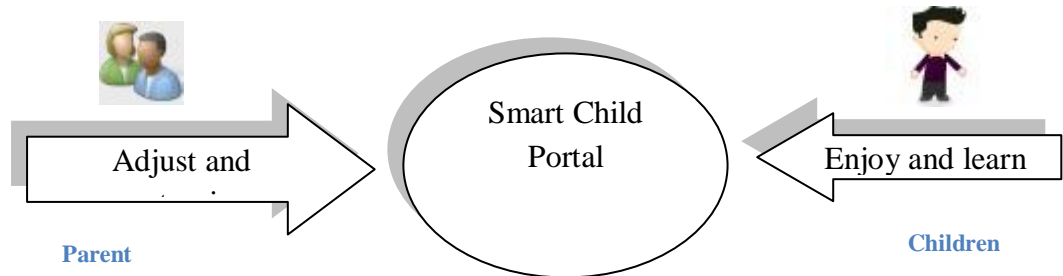 Smart Child
Portal
Adjust and
Enjoy and learn
Parent
Children